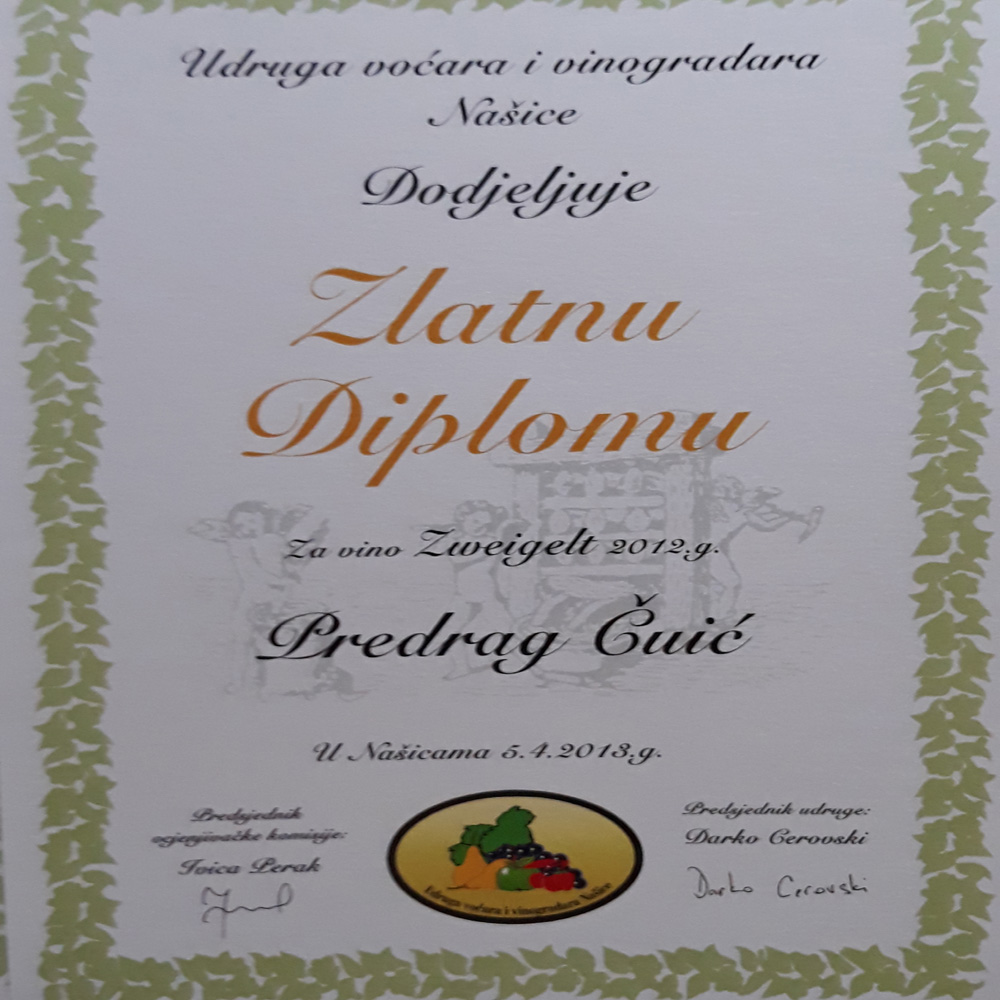 Udruga voćara i vinogradara
Našice
Dodjeljuje
Zlatnu
Diplomu
Za vino Zweigelt 2012.g.
Predrag Čuić
U Našicama 5.4.2013.g.
Predsjednik
ocjenjivačke komisije:
Ivica Perak
Predsjednik udruge:
Darko Cerovski
Darko Cerovski
Udruga voćara i vinogradara Našice